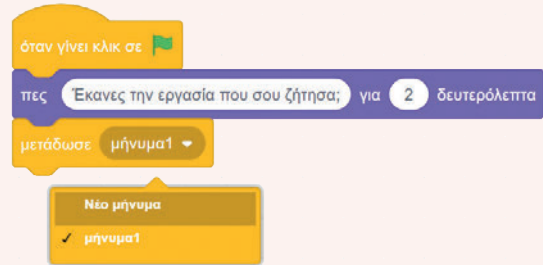 όταν γίνει κλικ σε
πες Έκανες την εργασία που σου ζήτησα; για 2 δευτερόλεπτα
μετάδωσε μήνυμα1
Νέο μήνυμα
✓ μήνυμα1